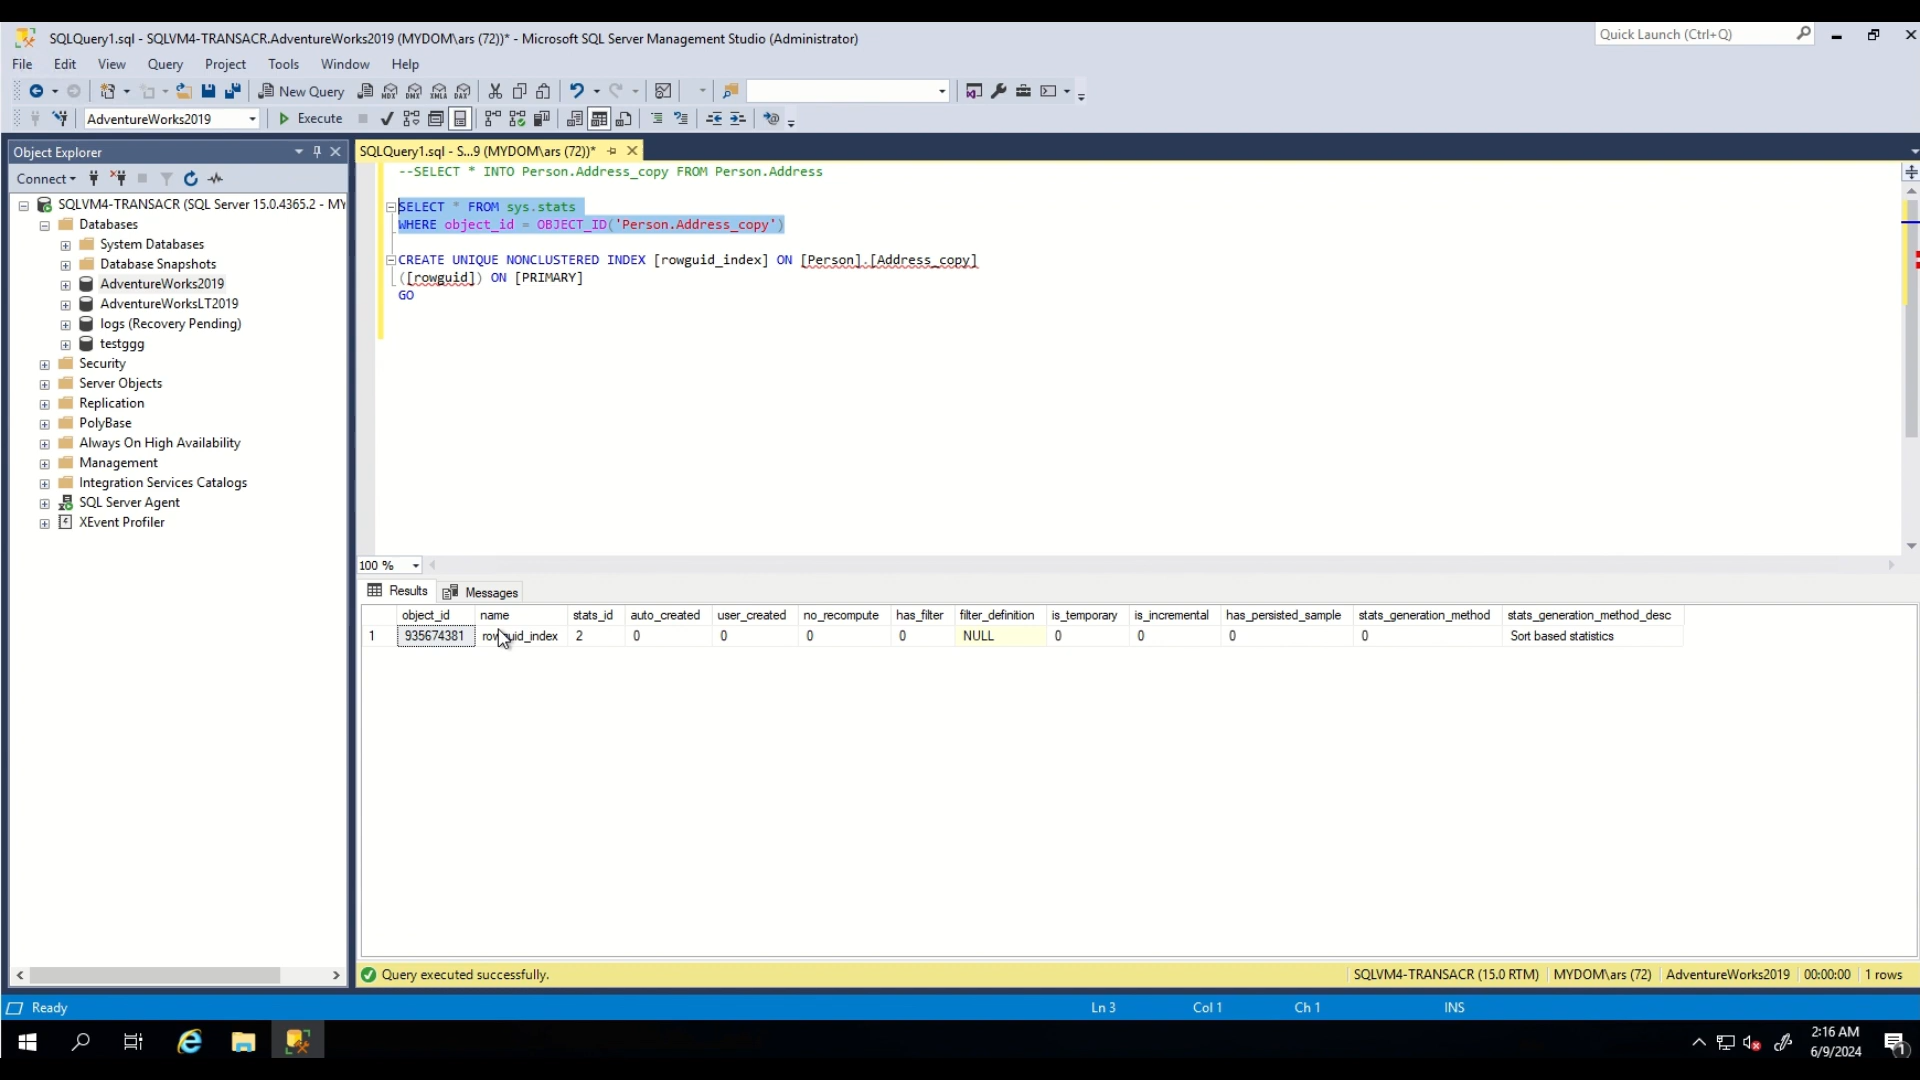 SQLQuery1.sql - SQLVM4-TRANSACR.AdventureWorks2019 (MYDOM\ars (72))* - Microsoft SQL Server Management Studio (Administrator)
Quick Launch (Ctrl+Q)
File Edit View Query Project Tools Window Help
New Query
AdventureWorks2019 Execute
Object Explorer
SQLQuery1.sql - S...9 (MYDOM\ars (72))*
Connect
SQLVM4-TRANSACR (SQL Server 15.0.4365.2 - MY
Databases
System Databases
Database Snapshots
AdventureWorks2019
AdventureWorksLT2019
logs (Recovery Pending)
testggg
Security
Server Objects
Replication
PolyBase
Always On High Availability
Management
Integration Services Catalogs
SQL Server Agent
XEvent Profiler
--SELECT * INTO Person.Address_copy FROM Person.Address
SELECT * FROM sys.stats
WHERE object_id = OBJECT_ID('Person.Address_copy')
CREATE UNIQUE NONCLUSTERED INDEX [rowguid_index] ON [Person].[Address_copy]
([rowguid]) ON [PRIMARY]
GO
100 %
Results Messages
object_id name stats_id auto_created user_created no_recompute has_filter filter_definition is_temporary is_incremental has_persisted_sample stats_generation_method stats_generation_method_desc
1 935674381 rowguid_index 2 0 0 0 0 NULL 0 0 0 0 Sort based statistics
Query executed successfully. SQLVM4-TRANSACR (15.0 RTM) MYDOM\ars (72) AdventureWorks2019 00:00:00 1 rows
Ready Ln 3 Col 1 Ch 1 INS
2:16 AM
6/9/2024
1